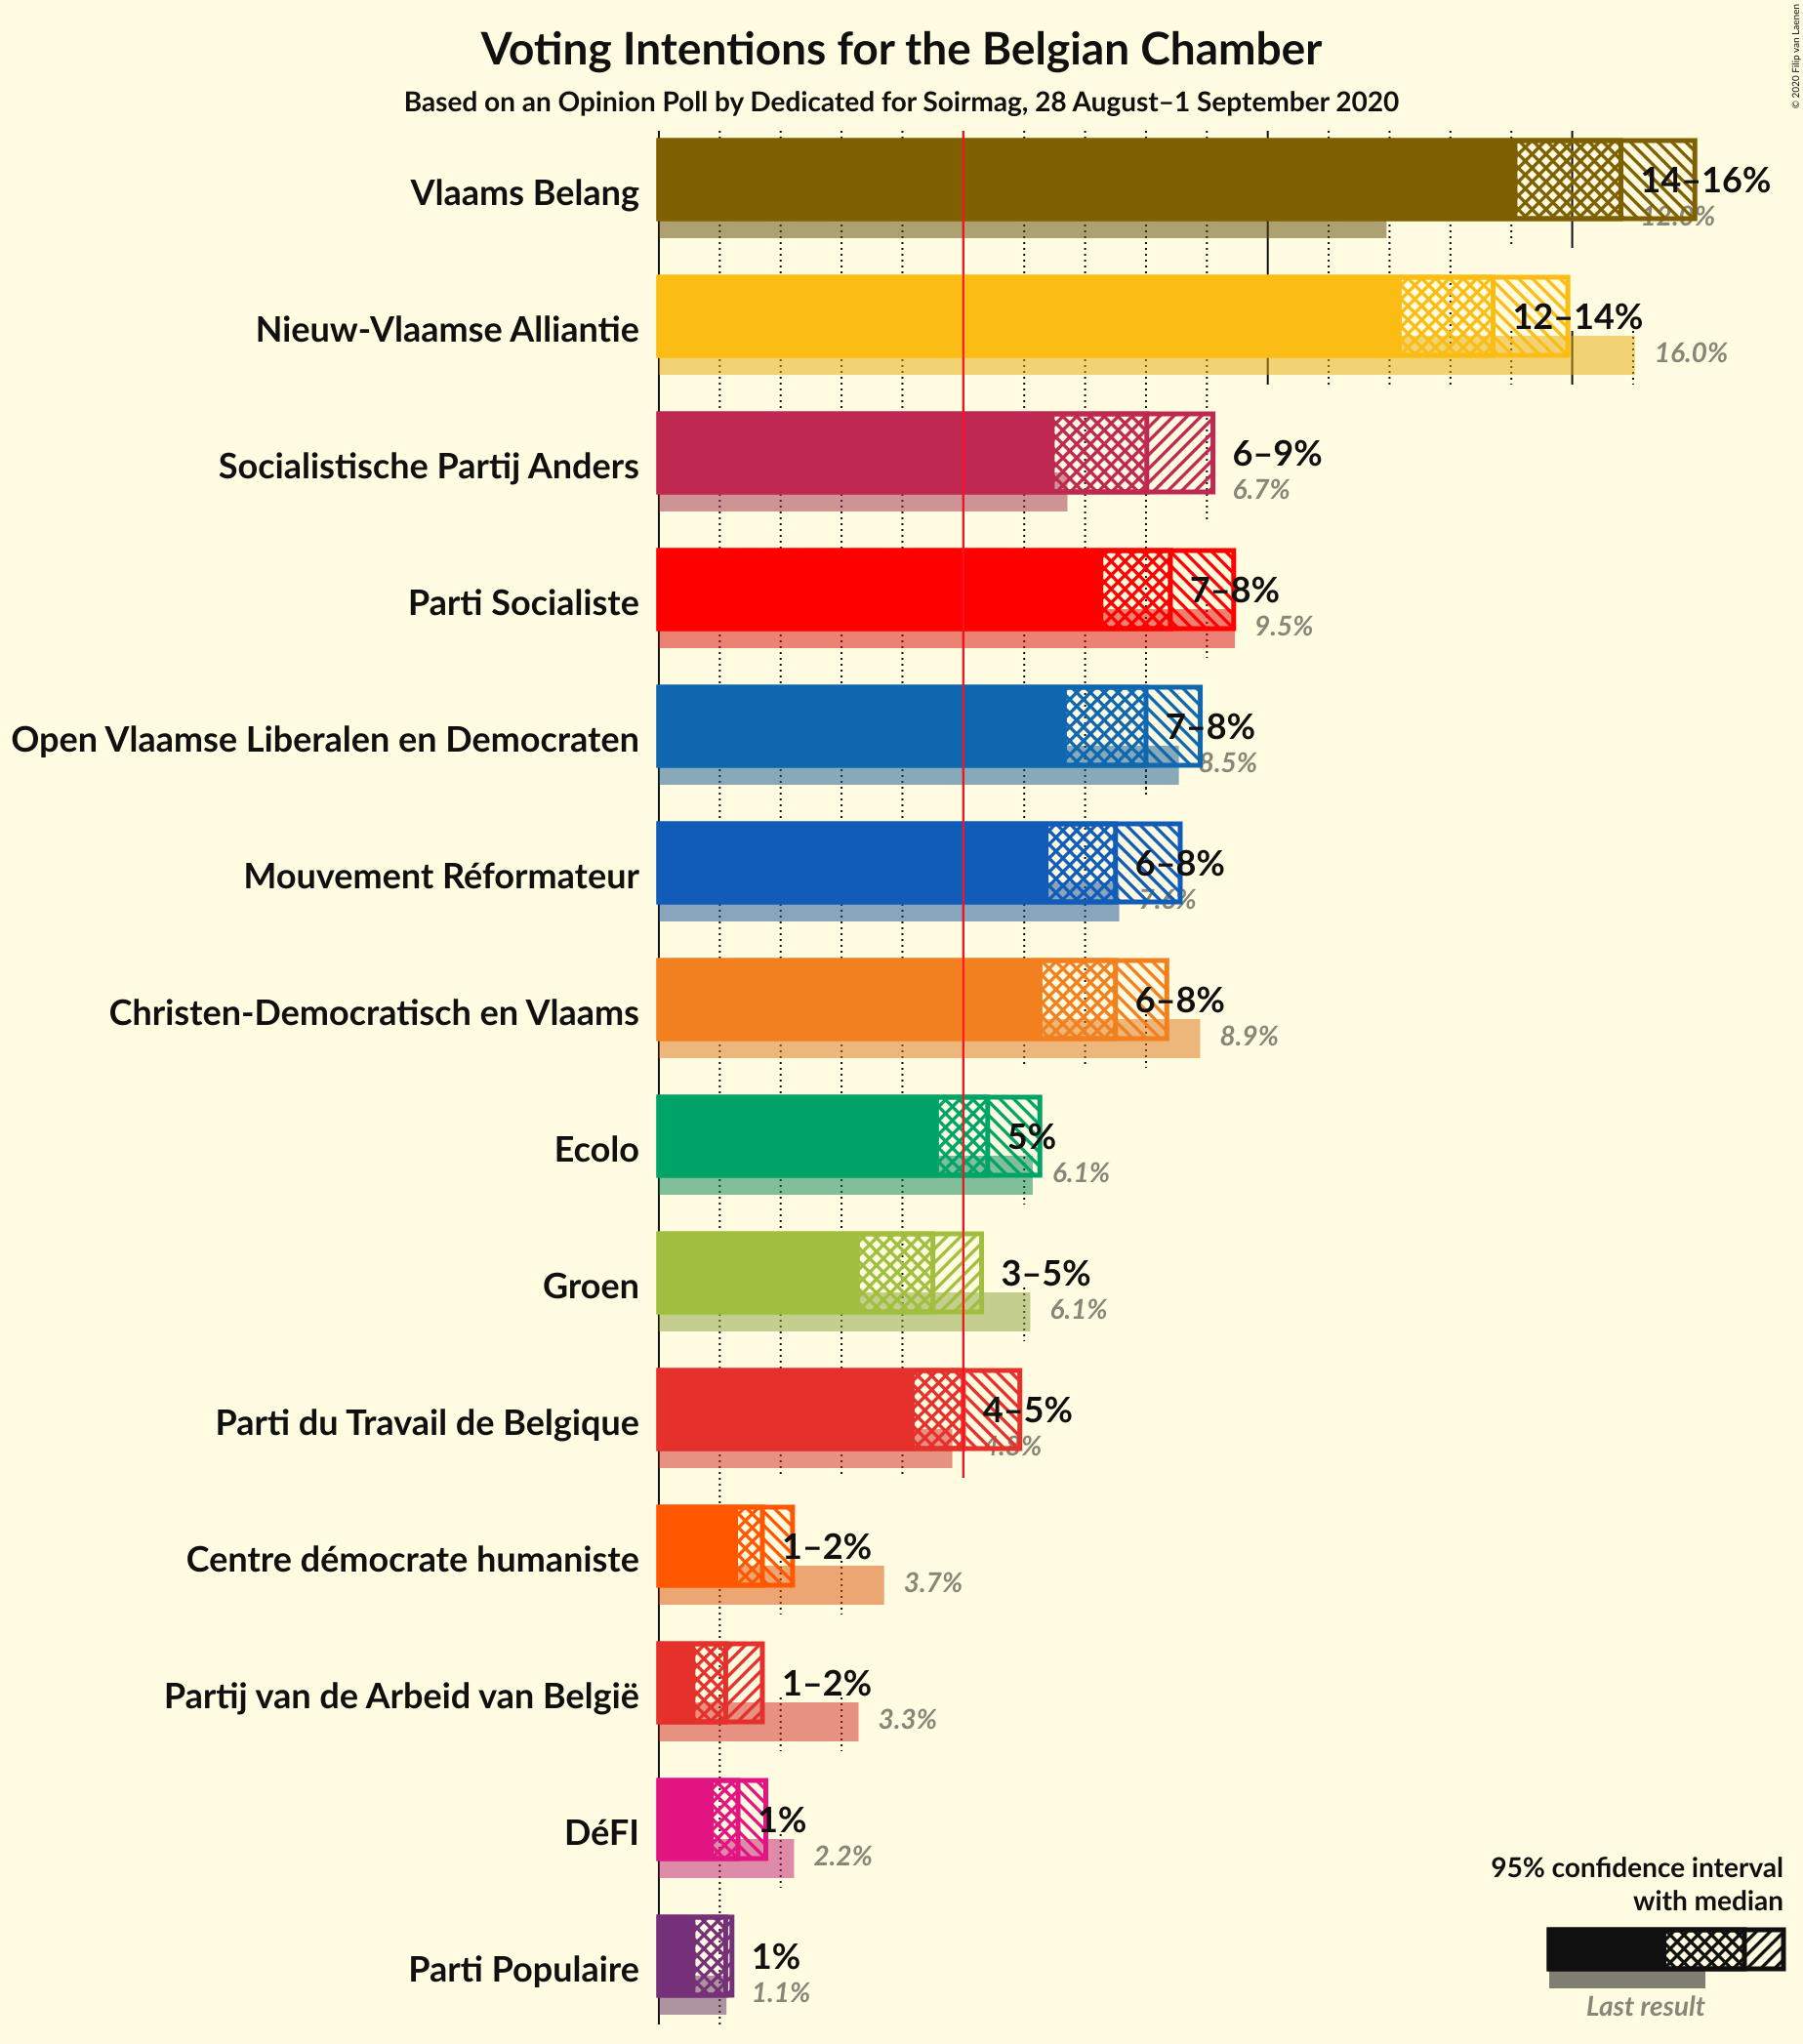 © 2020 Filip van Laenen
Voting Intentions for the Belgian Chamber
Based on an Opinion Poll by Dedicated for Soirmag, 28 August–1 September 2020
Vlaams Belang
14–16%
12.0%
Nieuw-Vlaamse Alliantie
12–14%
16.0%
Socialistische Partij Anders
6–9%
6.7%
Parti Socialiste
7–8%
9.5%
Open Vlaamse Liberalen en Democraten
7–8%
8.5%
Mouvement Réformateur
6–8%
7.6%
Christen-Democratisch en Vlaams
6–8%
8.9%
Ecolo
5%
6.1%
Groen
3–5%
6.1%
Parti du Travail de Belgique
4–5%
4.8%
Centre démocrate humaniste
1–2%
3.7%
Partij van de Arbeid van België
1–2%
3.3%
DéFI
1%
2.2%
Parti Populaire
1%
1.1%
95% confidence interval
with median
Last result